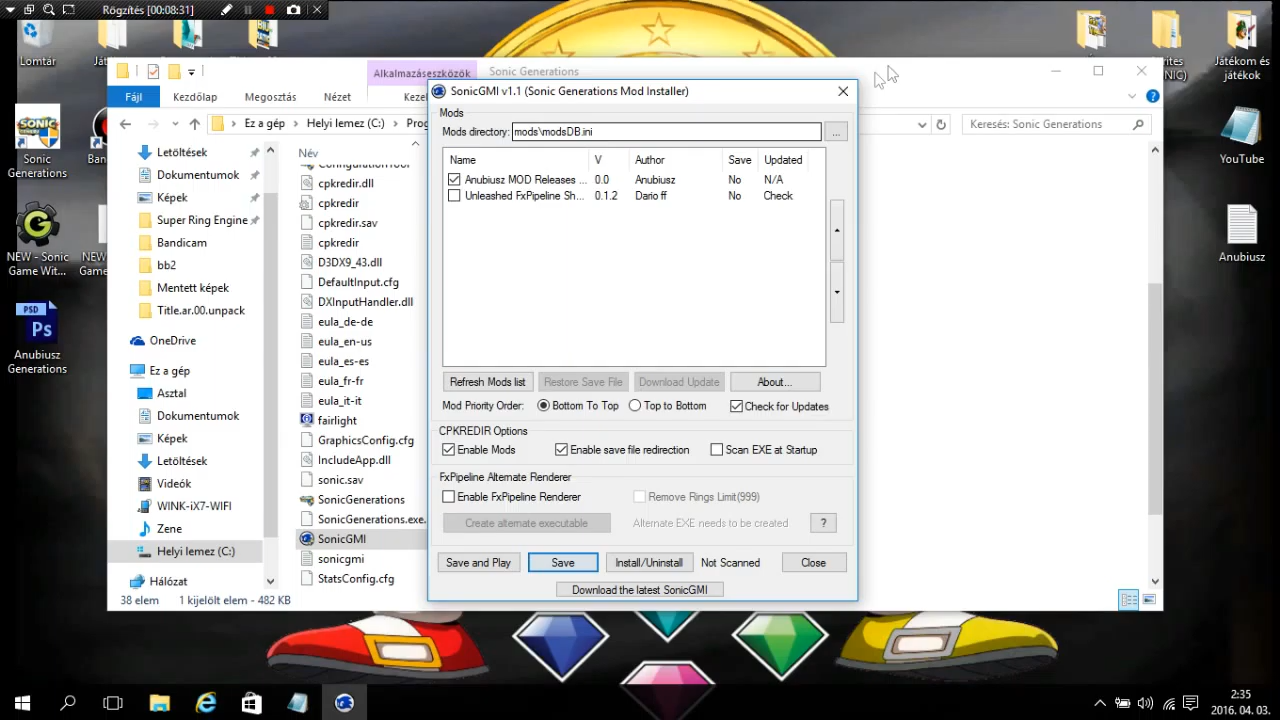 Rögzítés [00:08:31]
Lomtár
Sonic Generations
NEW - Sonic Game Wit...
Anubiusz Generations
PSD
Ps
Játékom és játékok
YouTube
Anubiusz
Alkalmazáseszközök
Sonic Generations
Fájl
Kezdőlap
Megosztás
Nézet
Ez a gép
Helyi lemez (C:)
Keresés: Sonic Generations
Letöltések
Dokumentumok
Képek
Super Ring Engine
Bandicam
bb2
Mentett képek
Title.ar.00.unpack
OneDrive
Ez a gép
Asztal
Dokumentumok
Képek
Letöltések
Videók
WINK-iX7-WIFI
Zene
Helyi lemez (C:)
Hálózat
Név
ConfigurationTool
cpkredir.dll
cpkredir
cpkredir.sav
cpkredir
D3DX9_43.dll
DefaultInput.cfg
DXInputHandler.dll
eula_de-de
eula_en-us
eula_es-es
eula_fr-fr
eula_it-it
fairlight
GraphicsConfig.cfg
IncludeApp.dll
sonic.sav
SonicGenerations
SonicGenerations.exe.
SonicGMI
sonicgmi
StatsConfig.cfg
38 elem
1 kijelölt elem - 482 KB
SonicGMI v1.1 (Sonic Generations Mod Installer)
Mods
Mods directory: mods\modsDB.ini ...
Name V Author Save Updated
Anubiusz MOD Releases ... 0.0 Anubiusz No N/A
Unleashed FxPipeline Sh... 0.1.2 Dario ff No Check
Refresh Mods list Restore Save File Download Update About...
Mod Priority Order: Bottom To Top Top to Bottom Check for Updates
CPKREDIR Options
Enable Mods Enable save file redirection Scan EXE at Startup
FxPipeline Alternate Renderer
Enable FxPipeline Renderer Remove Rings Limit(999)
Create alternate executable Alternate EXE needs to be created ?
Save and Play Save Install/Uninstall Not Scanned Close
Download the latest SonicGMI
2:35
2016. 04. 03.